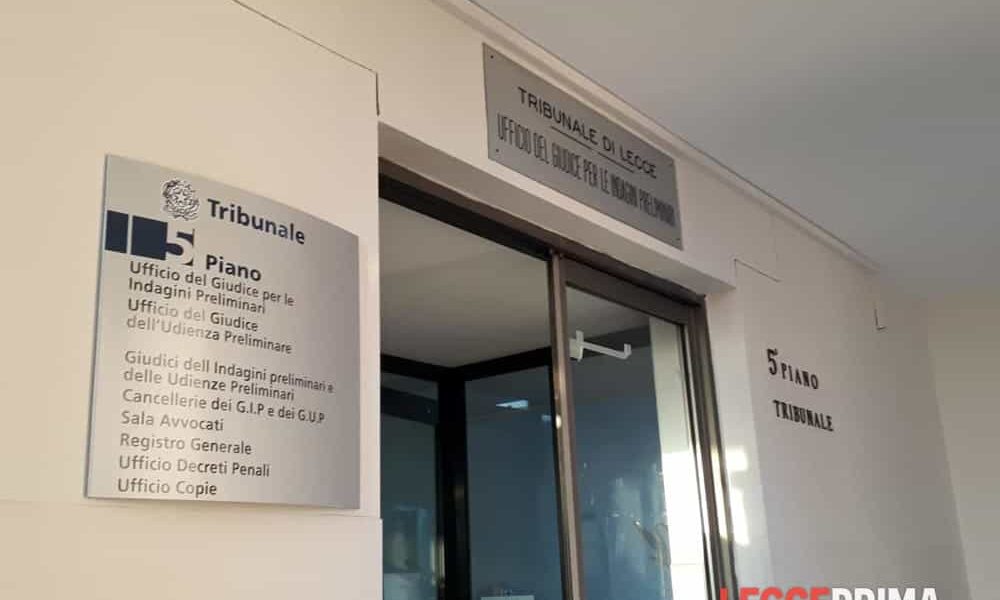 Tribunale
5 Piano
Ufficio del Giudice per le
Indagini Preliminari
Ufficio del Giudice
dell'Udienza Preliminare
Giudici dell Indagini preliminari e
delle Udienze Preliminari
Cancellerie dei G.I.P e dei G.U.P
Sala Avvocati
Registro Generale
Ufficio Decreti Penali
Ufficio Copie
TRIBUNALE DI LECCE
UFFICIO DEL GIUDICE PER LE INDAGINI PRELIMINARI
5° PIANO
TRIBUNALE
LECCEPRIMA